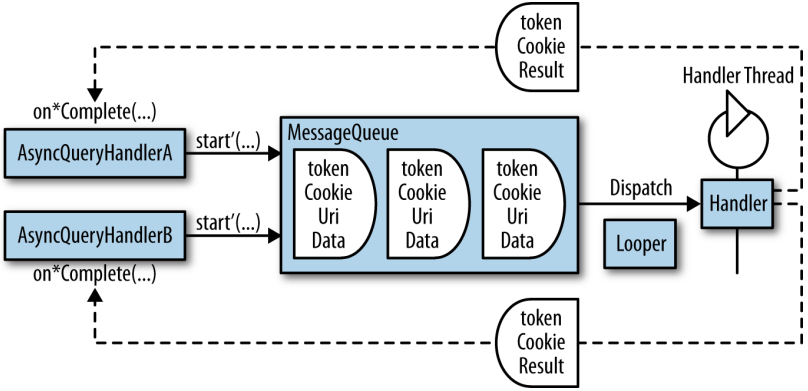 token
Cookie
Result
Handler Thread
on*Complete(...)
AsyncQueryHandlerA
start'(...)
MessageQueue
token
Cookie
Uri
Data
token
Cookie
Uri
Data
token
Cookie
Uri
Data
Dispatch
Handler
Looper
AsyncQueryHandlerB
start'(...)
on*Complete(...)
token
Cookie
Result